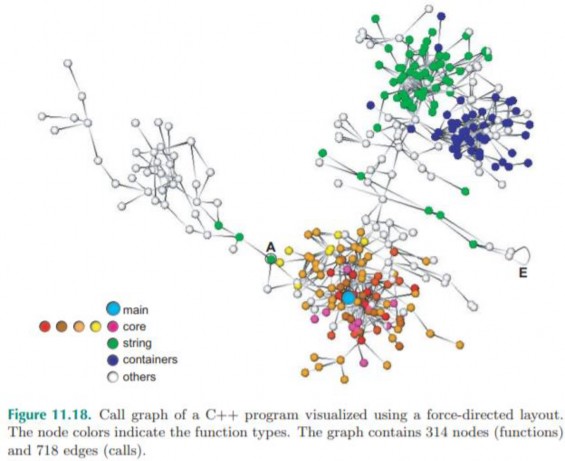 A
E
main
core
string
containers
others
Figure 11.18. Call graph of a C++ program visualized using a force-directed layout.
The node colors indicate the function types. The graph contains 314 nodes (functions)
and 718 edges (calls).